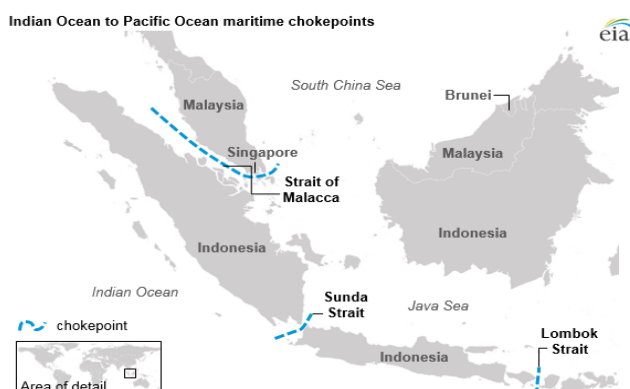 Indian Ocean to Pacific Ocean maritime chokepoints
eia
South China Sea
Malaysia
Brunei
Singapore
Malaysia
Strait of
Malacca
Indonesia
Indonesia
Indian Ocean
Sunda
Strait
Java Sea
chokepoint
Lombok
Strait
Indonesia
Area of detail